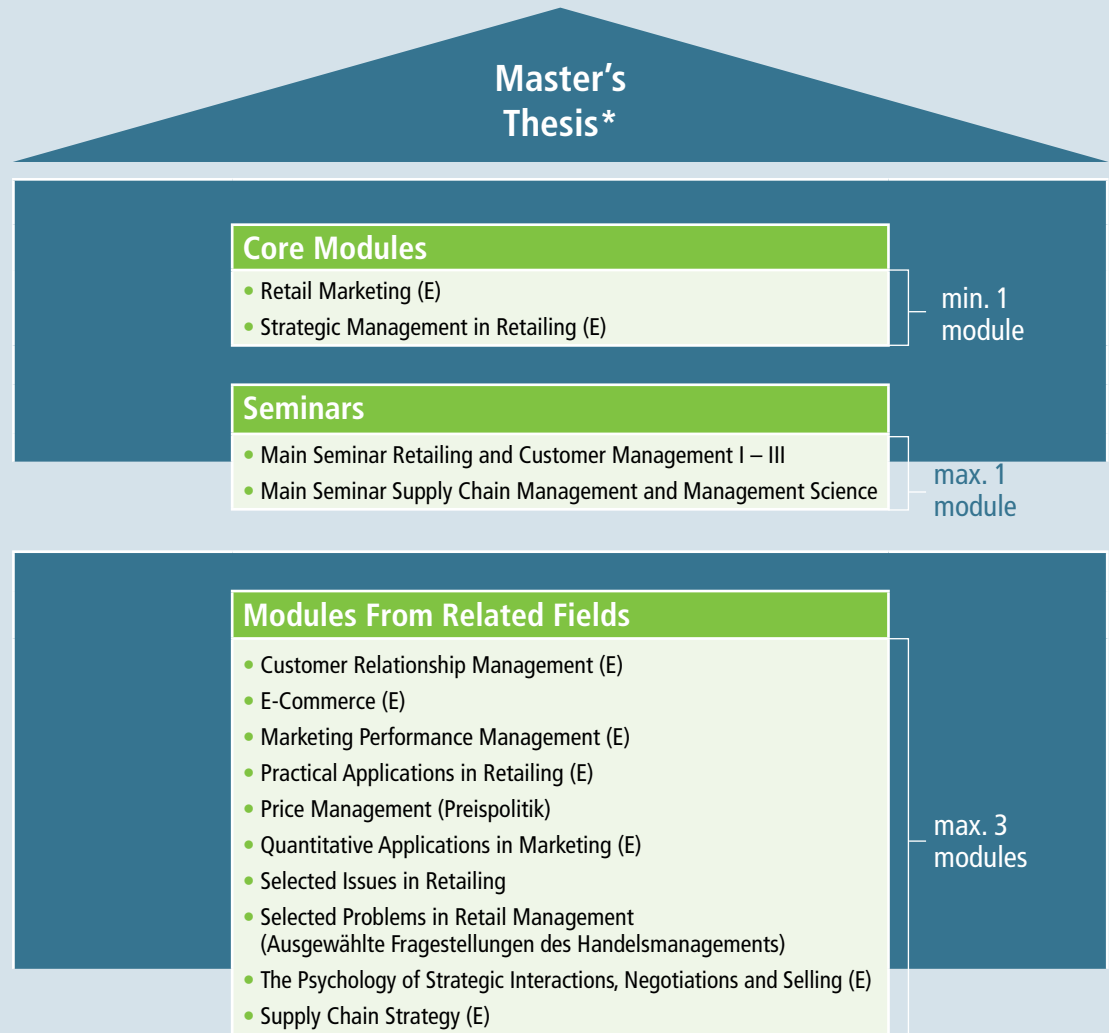 Master's
Thesis*
Core Modules
• Retail Marketing (E)
• Strategic Management in Retailing (E)
min. 1
module
Seminars
• Main Seminar Retailing and Customer Management I – III
• Main Seminar Supply Chain Management and Management Science
max. 1
module
Modules From Related Fields
• Customer Relationship Management (E)
• E-Commerce (E)
• Marketing Performance Management (E)
• Practical Applications in Retailing (E)
• Price Management (Preispolitik)
• Quantitative Applications in Marketing (E)
• Selected Issues in Retailing
• Selected Problems in Retail Management
(Ausgewählte Fragestellungen des Handelsmanagements)
• The Psychology of Strategic Interactions, Negotiations and Selling (E)
• Supply Chain Strategy (E)
max. 3
modules